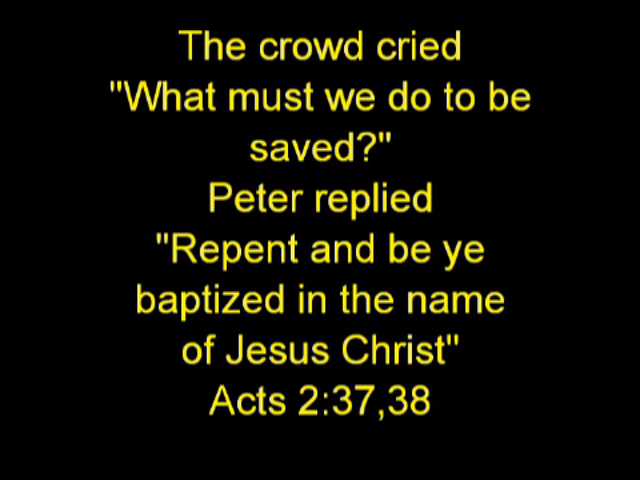 The crowd cried
"What must we do to be
saved?"
Peter replied
"Repent and be ye
baptized in the name
of Jesus Christ"
Acts 2:37,38